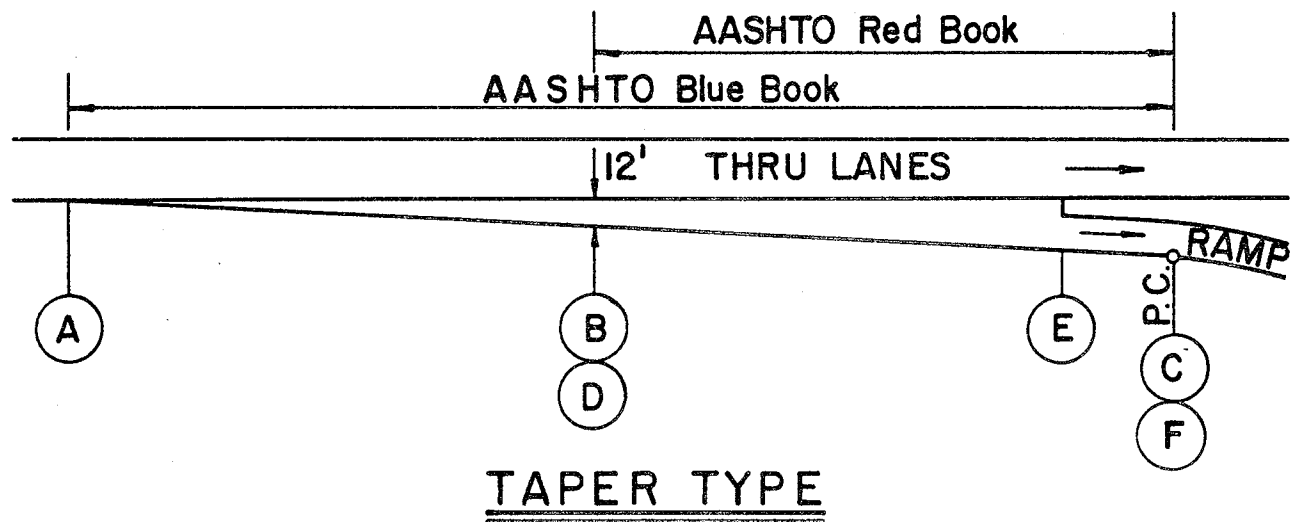 AASHTO Red Book
AASHTO Blue Book
12' THRU LANES
RAMP
P.C.
A
B
E
C
D
F
TAPER TYPE